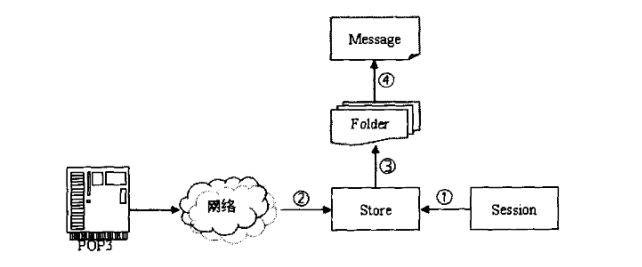 Message
④
Folder
③
网络
②
Store
①
Session
POP3